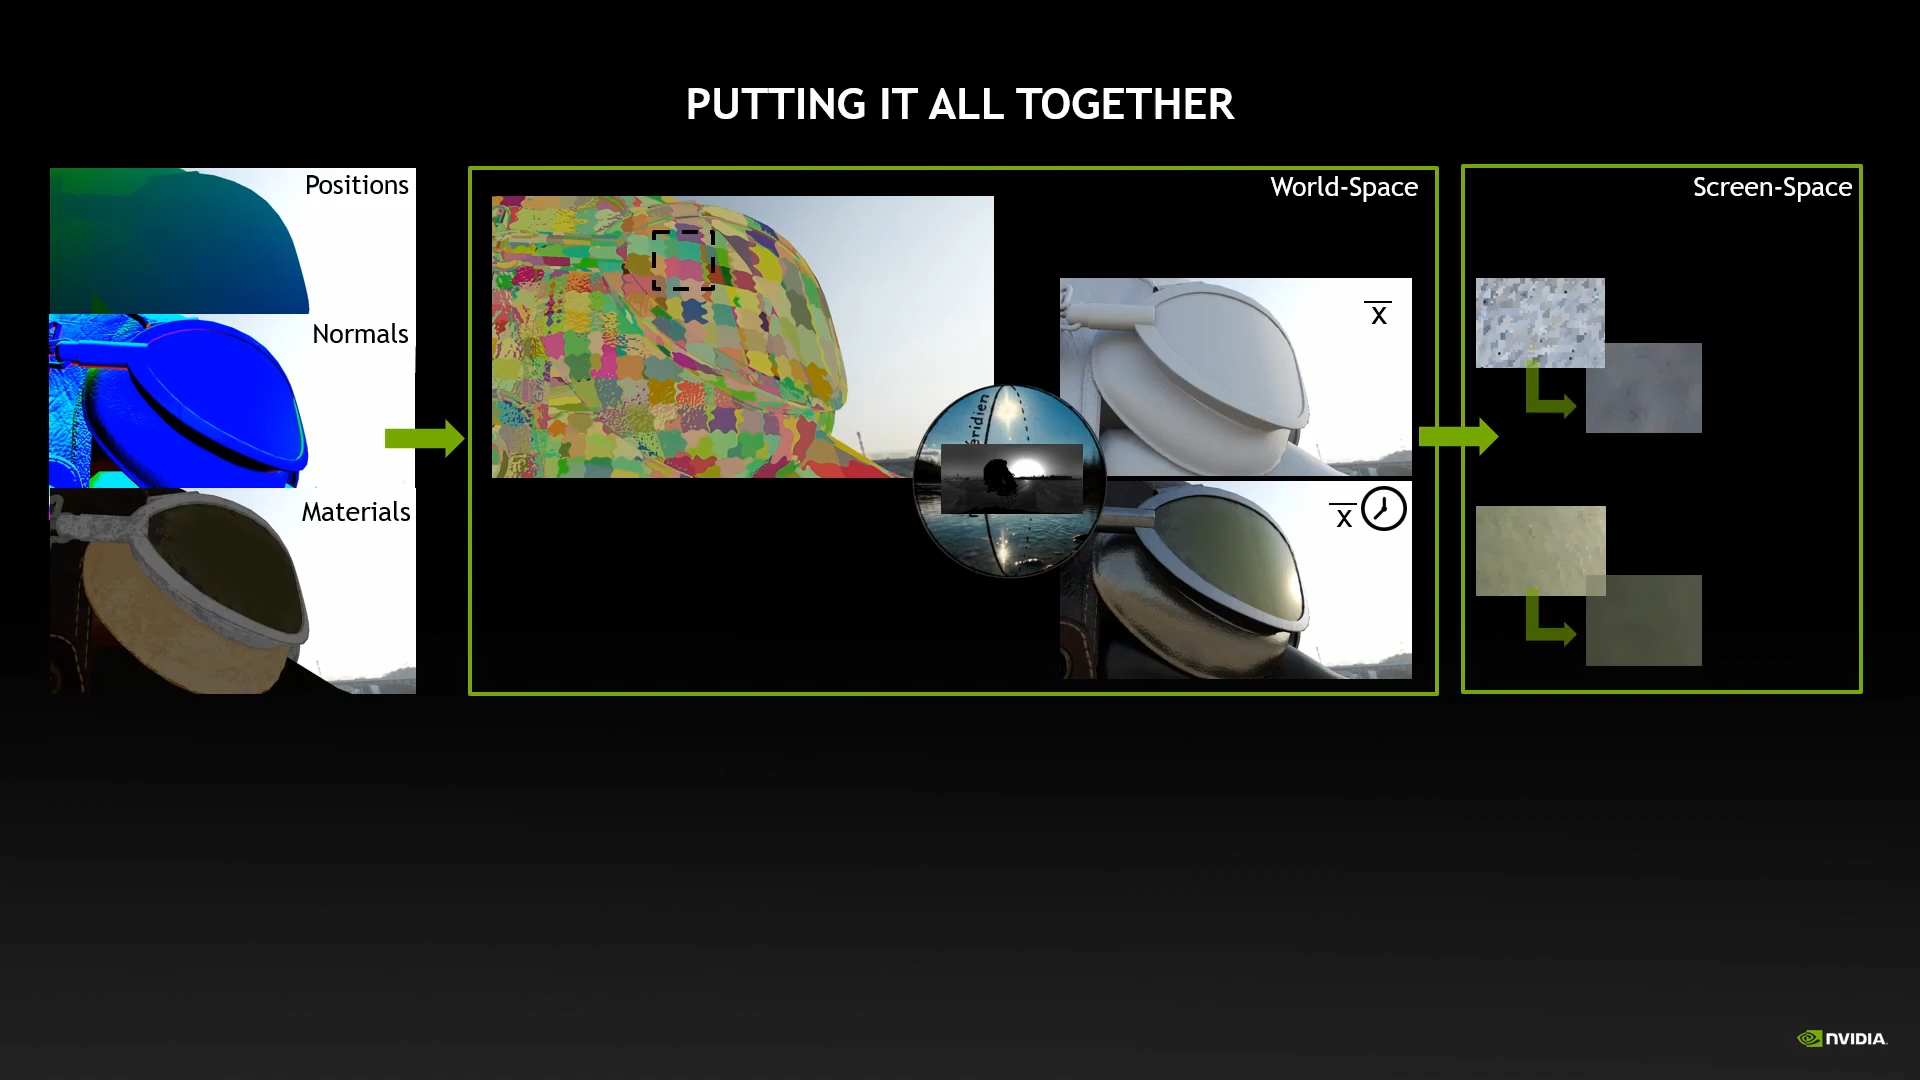 PUTTING IT ALL TOGETHER
Positions
Normals
Materials
World-Space
x
x
Screen-Space
NVIDIA